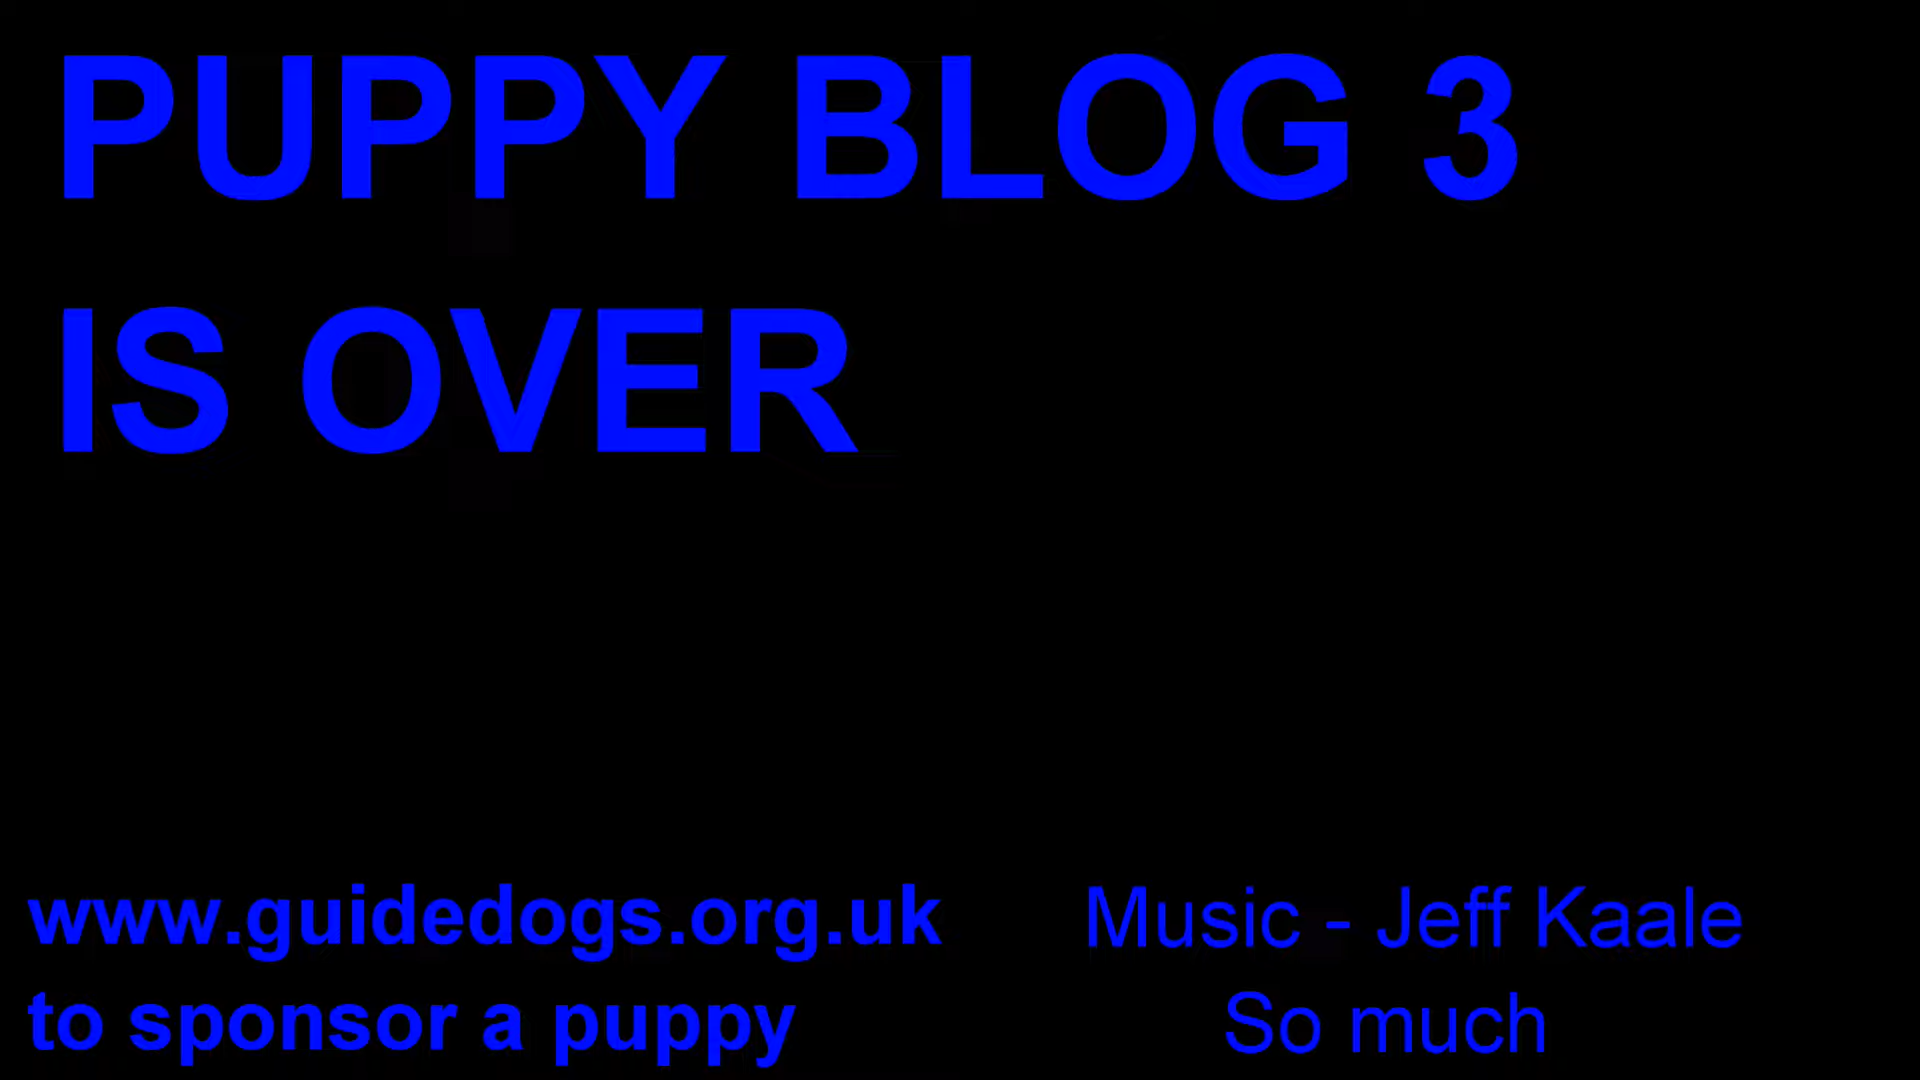 PUPPY BLOG 3
IS OVER
www.guidedogs.org.uk
to sponsor a puppy
Music - Jeff Kaale
So much